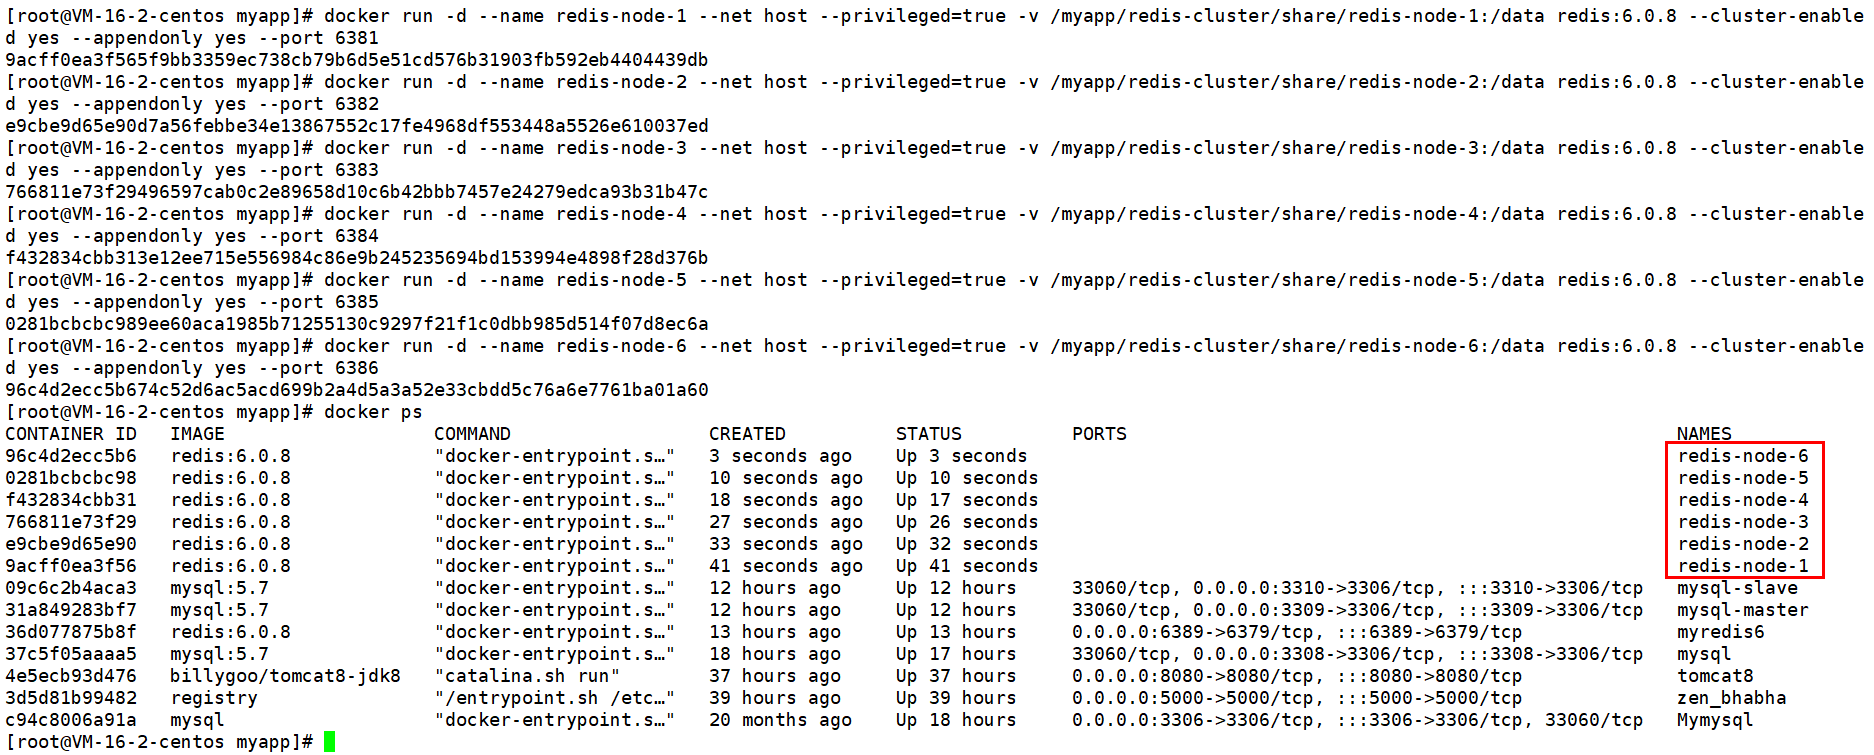 [root@VM-16-2-centos myapp]# docker run -d --name redis-node-1 --net host --privileged=true -v /myapp/redis-cluster/share/redis-node-1:/data redis:6.0.8 --cluster-enable
d yes --appendonly yes --port 6381
9acff0ea3f565f9bb3359ec738cb79b6d5e51cd576b31903fb592eb4404439db
[root@VM-16-2-centos myapp]# docker run -d --name redis-node-2 --net host --privileged=true -v /myapp/redis-cluster/share/redis-node-2:/data redis:6.0.8 --cluster-enable
d yes --appendonly yes --port 6382
e9cbe9d65e90d7a56febbe34e13867552c17fe4968df553448a5526e610037ed
[root@VM-16-2-centos myapp]# docker run -d --name redis-node-3 --net host --privileged=true -v /myapp/redis-cluster/share/redis-node-3:/data redis:6.0.8 --cluster-enable
d yes --appendonly yes --port 6383
766811e73f29496597cab0c2e89658d10c6b42bbb7457e24279edca93b31b47c
[root@VM-16-2-centos myapp]# docker run -d --name redis-node-4 --net host --privileged=true -v /myapp/redis-cluster/share/redis-node-4:/data redis:6.0.8 --cluster-enable
d yes --appendonly yes --port 6384
f432834cbb313e12ee715e556984c86e9b245235694bd153994e4898f28d376b
[root@VM-16-2-centos myapp]# docker run -d --name redis-node-5 --net host --privileged=true -v /myapp/redis-cluster/share/redis-node-5:/data redis:6.0.8 --cluster-enable
d yes --appendonly yes --port 6385
0281bcbcbc989ee60aca1985b71255130c9297f21f1c0dbb985d514f07d8ec6a
[root@VM-16-2-centos myapp]# docker run -d --name redis-node-6 --net host --privileged=true -v /myapp/redis-cluster/share/redis-node-6:/data redis:6.0.8 --cluster-enable
d yes --appendonly yes --port 6386
96c4d2ecc5b674c52d6ac5acd699b2a4d5a3a52e33cbdd5c76a6e7761ba01a60
[root@VM-16-2-centos myapp]# docker ps
CONTAINER ID   IMAGE                   COMMAND                  CREATED          STATUS          PORTS                                                  NAMES
96c4d2ecc5b6   redis:6.0.8             "docker-entrypoint.s…"   3 seconds ago    Up 3 seconds                                                           redis-node-6
0281bcbcbc98   redis:6.0.8             "docker-entrypoint.s…"   10 seconds ago   Up 10 seconds                                                          redis-node-5
f432834cbb31   redis:6.0.8             "docker-entrypoint.s…"   18 seconds ago   Up 17 seconds                                                          redis-node-4
766811e73f29   redis:6.0.8             "docker-entrypoint.s…"   27 seconds ago   Up 26 seconds                                                          redis-node-3
e9cbe9d65e90   redis:6.0.8             "docker-entrypoint.s…"   33 seconds ago   Up 32 seconds                                                          redis-node-2
9acff0ea3f56   redis:6.0.8             "docker-entrypoint.s…"   41 seconds ago   Up 41 seconds                                                          redis-node-1
09c6c2b4aca3   mysql:5.7               "docker-entrypoint.s…"   12 hours ago     Up 12 hours     33060/tcp, 0.0.0.0:3310->3306/tcp, :::3310->3306/tcp   mysql-slave
31a849283bf7   mysql:5.7               "docker-entrypoint.s…"   12 hours ago     Up 12 hours     33060/tcp, 0.0.0.0:3309->3306/tcp, :::3309->3306/tcp   mysql-master
36d077875b8f   redis:6.0.8             "docker-entrypoint.s…"   13 hours ago     Up 13 hours     0.0.0.0:6389->6379/tcp, :::6389->6379/tcp              myredis6
37c5f05aaaa5   mysql:5.7               "docker-entrypoint.s…"   18 hours ago     Up 17 hours     33060/tcp, 0.0.0.0:3308->3306/tcp, :::3308->3306/tcp   mysql
4e5ecb93d476   billygoo/tomcat8-jdk8   "catalina.sh run"        37 hours ago     Up 37 hours     0.0.0.0:8080->8080/tcp, :::8080->8080/tcp              tomcat8
3d5d81b99482   registry                "/entrypoint.sh /etc…"   39 hours ago     Up 39 hours     0.0.0.0:5000->5000/tcp, :::5000->5000/tcp              zen_bhabha
c94c8006a91a   mysql                   "docker-entrypoint.s…"   20 months ago    Up 18 hours     0.0.0.0:3306->3306/tcp, :::3306->3306/tcp, 33060/tcp   Mymysql
[root@VM-16-2-centos myapp]#